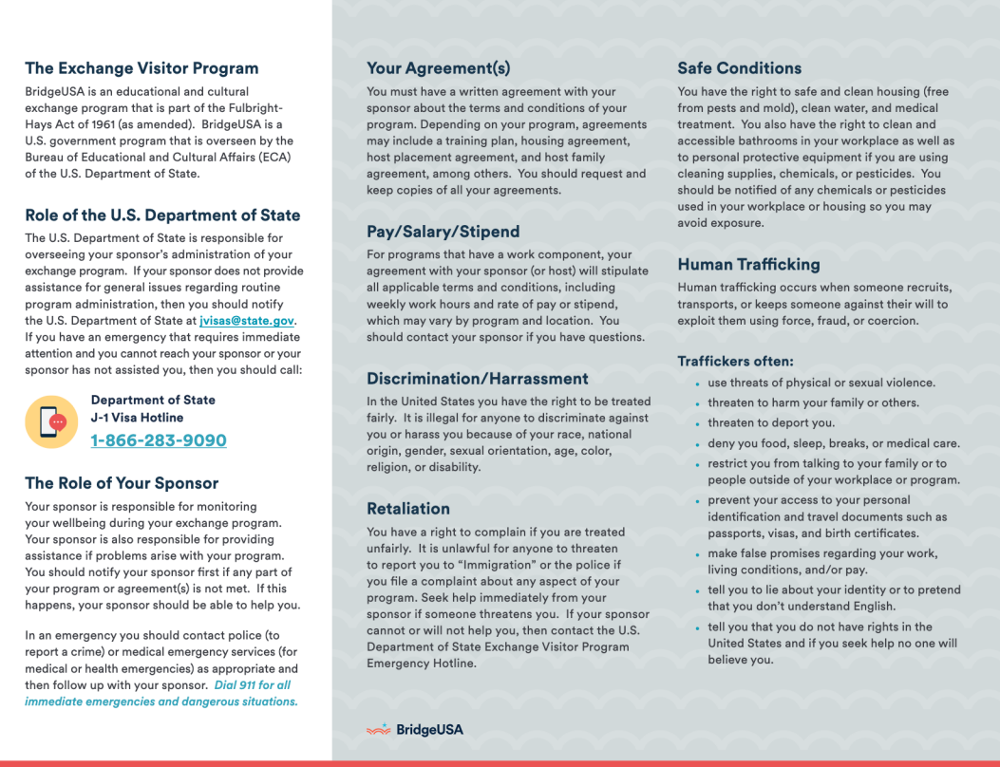 The Exchange Visitor Program
BridgeUSA is an educational and cultural
exchange program that is part of the Fulbright-
Hays Act of 1961 (as amended).  BridgeUSA is a
U.S. government program that is overseen by the
Bureau of Educational and Cultural Affairs (ECA)
of the U.S. Department of State.
Role of the U.S. Department of State
The U.S. Department of State is responsible for
overseeing your sponsor's administration of your
exchange program.  If your sponsor does not provide
assistance for general issues regarding routine
program administration, then you should notify
the U.S. Department of State at jvisas@state.gov.
If you have an emergency that requires immediate
attention and you cannot reach your sponsor or your
sponsor has not assisted you, then you should call:
Department of State
J-1 Visa Hotline
1-866-283-9090
The Role of Your Sponsor
Your sponsor is responsible for monitoring
your wellbeing during your exchange program.
Your sponsor is also responsible for providing
assistance if problems arise with your program.
You should notify your sponsor first if any part of
your program or agreement(s) is not met.  If this
happens, your sponsor should be able to help you.
In an emergency you should contact police (to
report a crime) or medical emergency services (for
medical or health emergencies) as appropriate and
then follow up with your sponsor.  Dial 911 for all
immediate emergencies and dangerous situations.
Your Agreement(s)
You must have a written agreement with your
sponsor about the terms and conditions of your
program. Depending on your program, agreements
may include a training plan, housing agreement,
host placement agreement, and host family
agreement, among others.  You should request and
keep copies of all your agreements.
Pay/Salary/Stipend
For programs that have a work component, your
agreement with your sponsor (or host) will stipulate
all applicable terms and conditions, including
weekly work hours and rate of pay or stipend,
which may vary by program and location.  You
should contact your sponsor if you have questions.
Discrimination/Harrassment
In the United States you have the right to be treated
fairly.  It is illegal for anyone to discriminate against
you or harass you because of your race, national
origin, gender, sexual orientation, age, color,
religion, or disability.
Retaliation
You have a right to complain if you are treated
unfairly.  It is unlawful for anyone to threaten
to report you to “Immigration” or the police if
you file a complaint about any aspect of your
program. Seek help immediately from your
sponsor if someone threatens you.  If your sponsor
cannot or will not help you, then contact the U.S.
Department of State Exchange Visitor Program
Emergency Hotline.
BridgeUSA
Safe Conditions
You have the right to safe and clean housing (free
from pests and mold), clean water, and medical
treatment.  You also have the right to clean and
accessible bathrooms in your workplace as well as
to personal protective equipment if you are using
cleaning supplies, chemicals, or pesticides.  You
should be notified of any chemicals or pesticides
used in your workplace or housing so you may
avoid exposure.
Human Trafficking
Human trafficking occurs when someone recruits,
transports, or keeps someone against their will to
exploit them using force, fraud, or coercion.
Traffickers often:
• use threats of physical or sexual violence.
• threaten to harm your family or others.
• threaten to deport you.
• deny you food, sleep, breaks, or medical care.
• restrict you from talking to your family or to
people outside of your workplace or program.
• prevent your access to your personal
identification and travel documents such as
passports, visas, and birth certificates.
• make false promises regarding your work,
living conditions, and/or pay.
• tell you to lie about your identity or to pretend
that you don't understand English.
• tell you that you do not have rights in the
United States and if you seek help no one will
believe you.